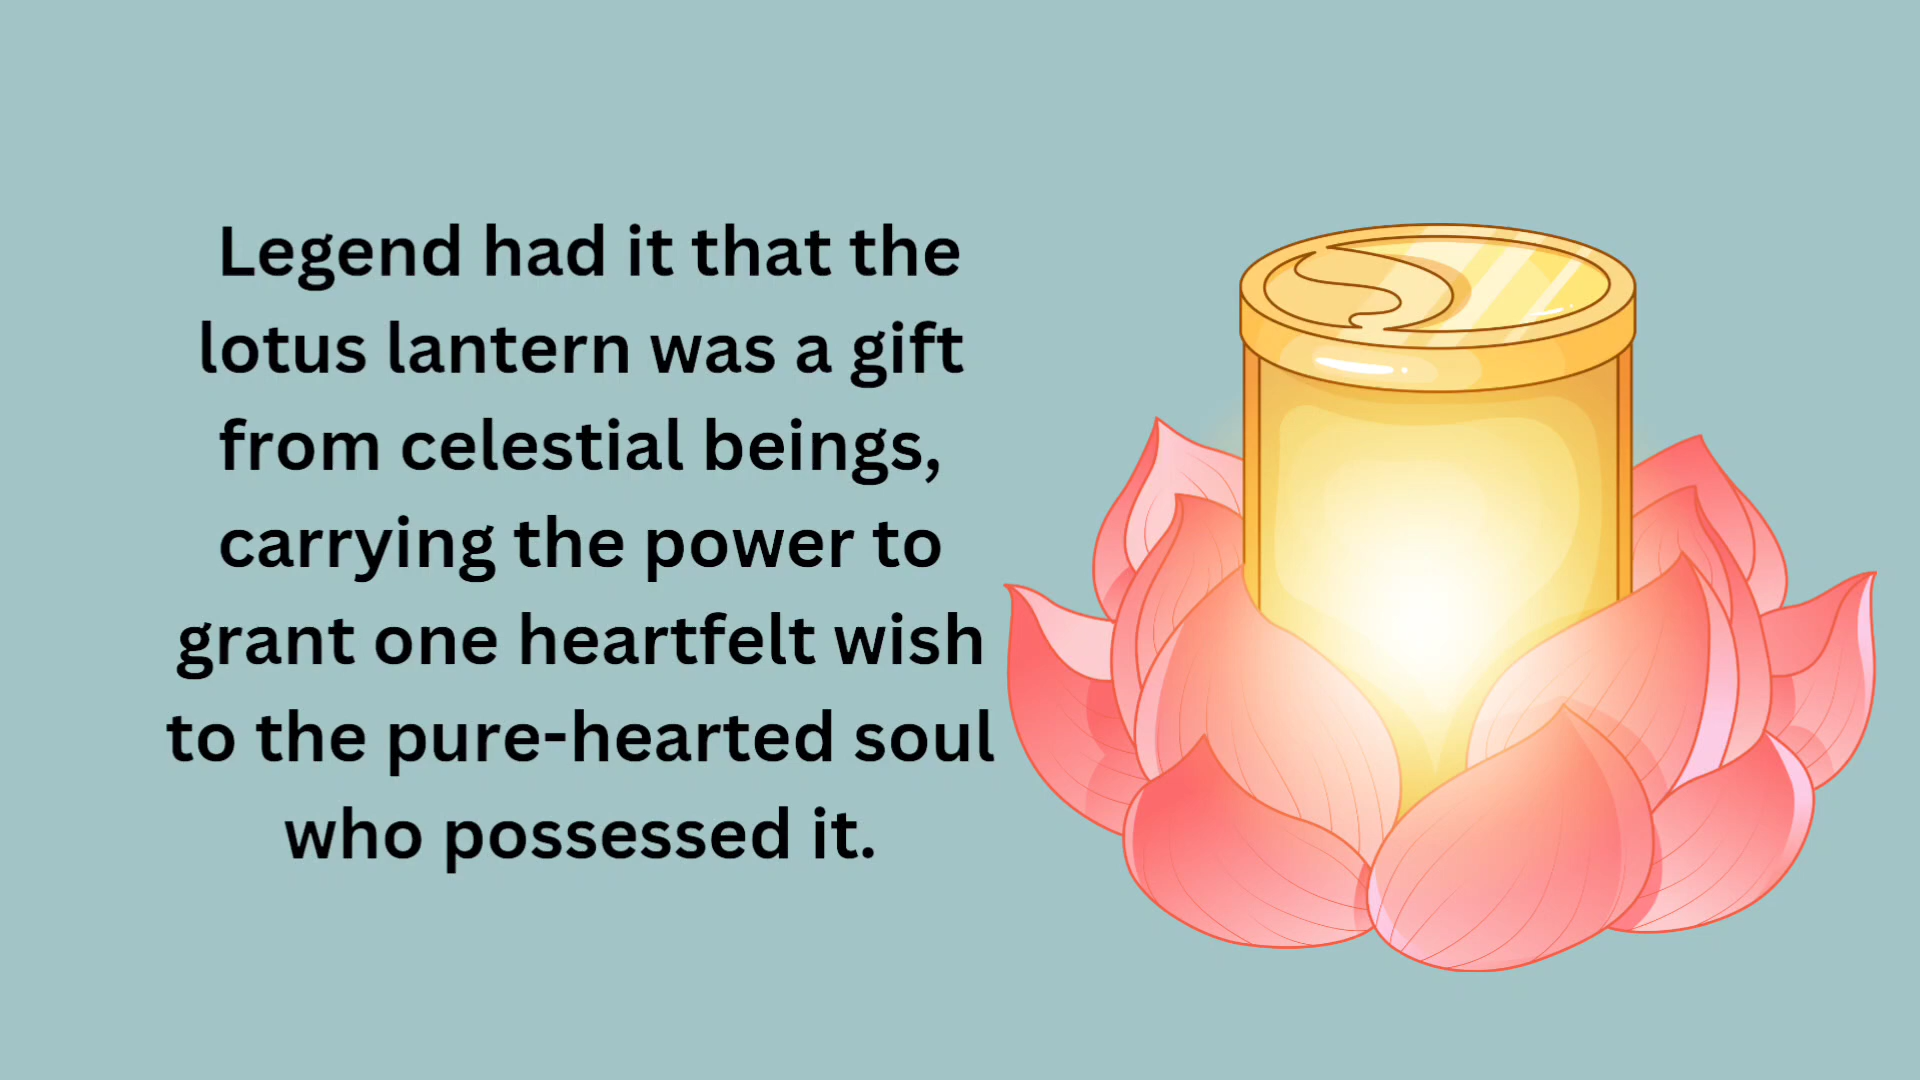 Legend had it that the
lotus lantern was a gift
from celestial beings,
carrying the power to
grant one heartfelt wish
to the pure-hearted soul
who possessed it.